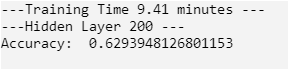 ---Training Time 9.41 minutes ---
---Hidden Layer 200 ---
Accuracy:  0.6293948126801153